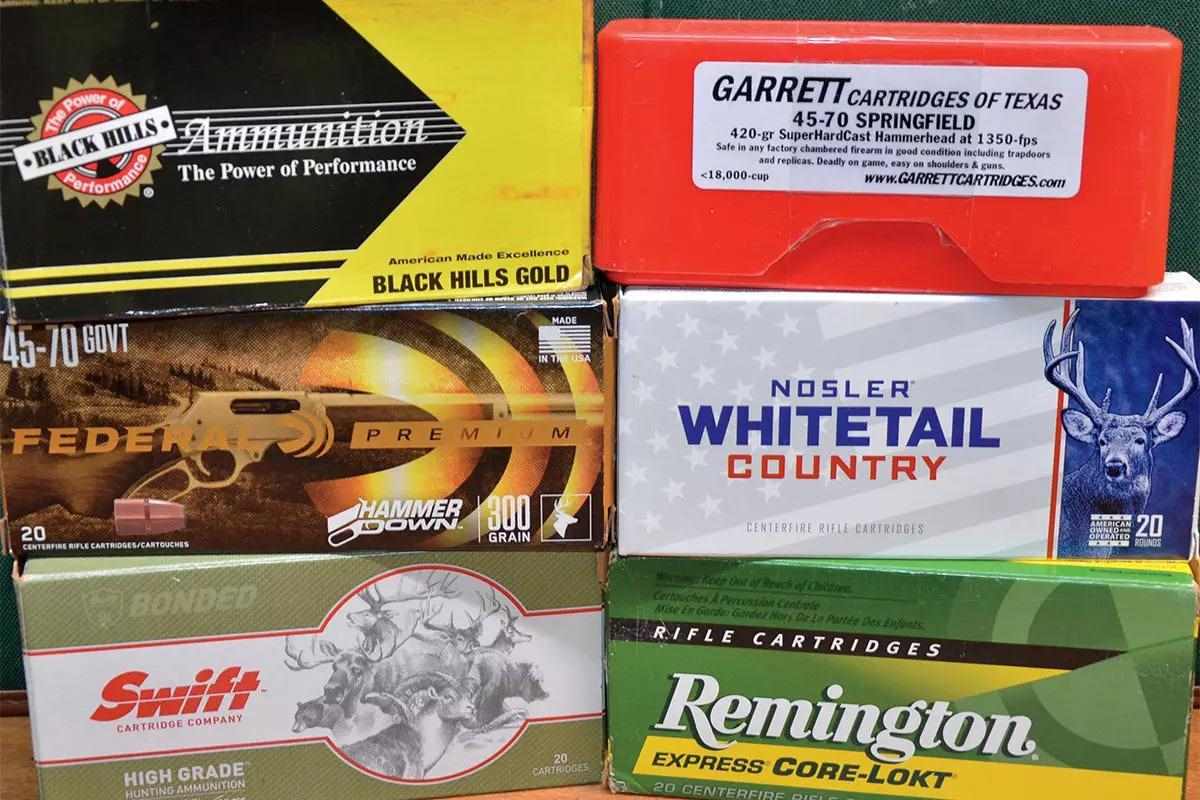 The Power of
BLACK HILLS
Performance
®
Ammunition
The Power of Performance
American Made Excellence
BLACK HILLS GOLD
GARRETT CARTRIDGES OF TEXAS
45-70 SPRINGFIELD
420-gr SuperHardCast Hammerhead at 1350-fps
Safe in any factory chambered firearm in good condition including trapdoors
and replicas. Deadly on game, easy on shoulders & guns.
<18,000-cup www.GARRETTCARTRIDGES.com
45-70 GOVT
MADE
IN THE USA
FEDERAL PREMIUM
HAMMER
DOWN™
300
GRAIN
20
CENTERFIRE RIFLE CARTRIDGES/CARTOUCHES
NOSLER®
WHITETAIL
COUNTRY
CENTERFIRE RIFLE CARTRIDGES
AMERICAN
OWNED AND
OPERATED
20
ROUNDS
BONDED
Swift™
CARTRIDGE COMPANY
HIGH GRADE™
HUNTING AMMUNITION
20
CARTRIDGES
Warning: Keep Out of Reach of Children.
Cartouches À Percussion Centrale
Mise En Garde: Gardez Hors De La Portée Des Enfants.
RIFLE CARTRIDGES
Remington®
EXPRESS® CORE-LOKT®
20 CENTERFIRE RIFLE